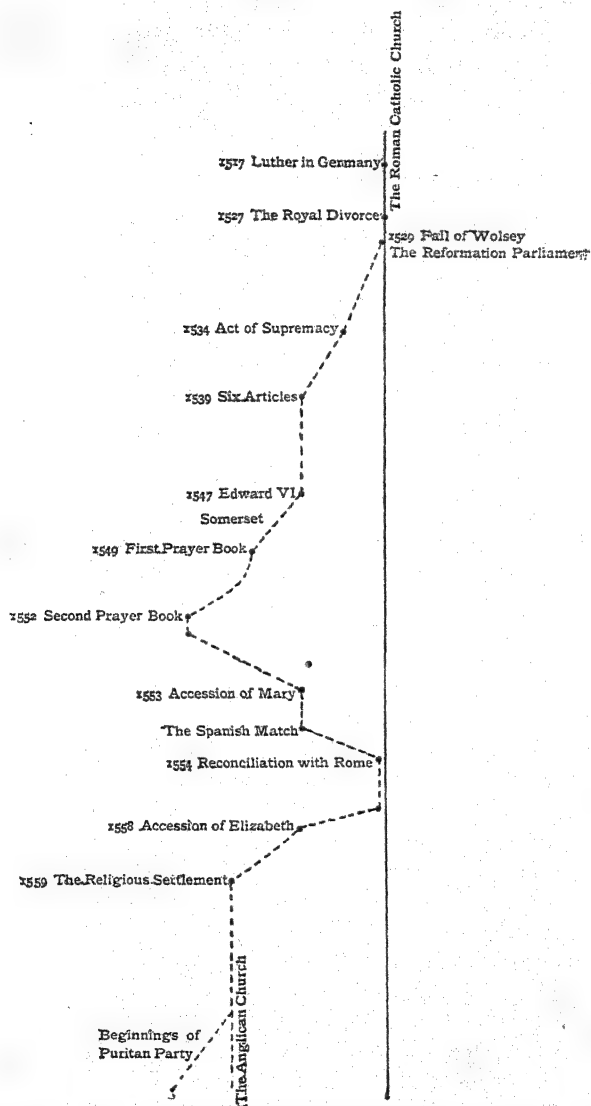 The Roman Catholic Church
1517 Luther in Germany
1527 The Royal Divorce
1529 Fall of Wolsey
The Reformation Parliament
1534 Act of Supremacy
1539 Six Articles
1547 Edward VI.
Somerset
1549 First Prayer Book
1552 Second Prayer Book
1553 Accession of Mary
The Spanish Match
1554 Reconciliation with Rome
1558 Accession of Elizabeth
1559 The Religious Settlement
The Anglican Church
Beginnings of
Puritan Party